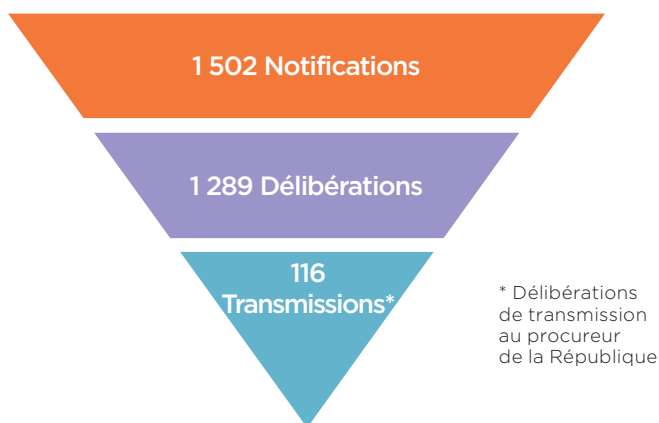 1 502 Notifications
1 289 Délibérations
116
Transmissions*
* Délibérations
de transmission
au procureur
de la République